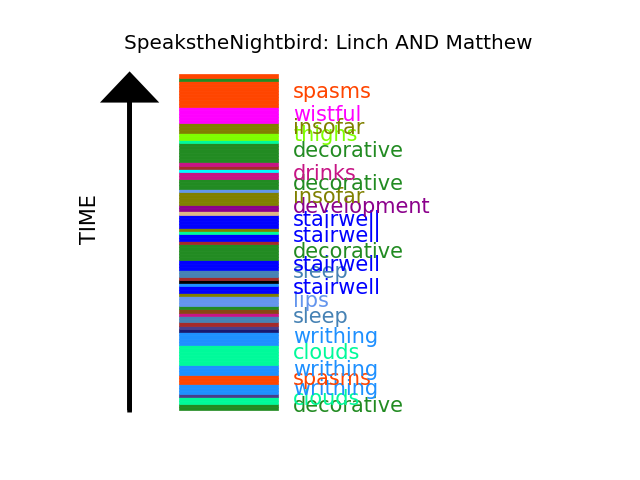 SpeakstheNightbird: Linch AND Matthew
TIME
spasms
wistful
insofar
thighs
decorative
drinks
decorative
insofar
development
stairwell
stairwell
decorative
stairwell
sleep
stairwell
lips
sleep
writhing
clouds
writhing
spasms
writhing
clouds
decorative